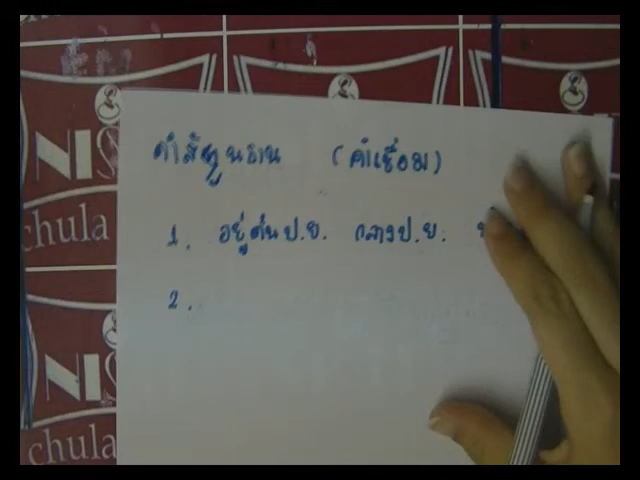 คำสันธาน (คำเชื่อม)
1. อยู่ต้น ป.ย. กลาง ป.ย.
2.
NIS
chula
NIS
chula